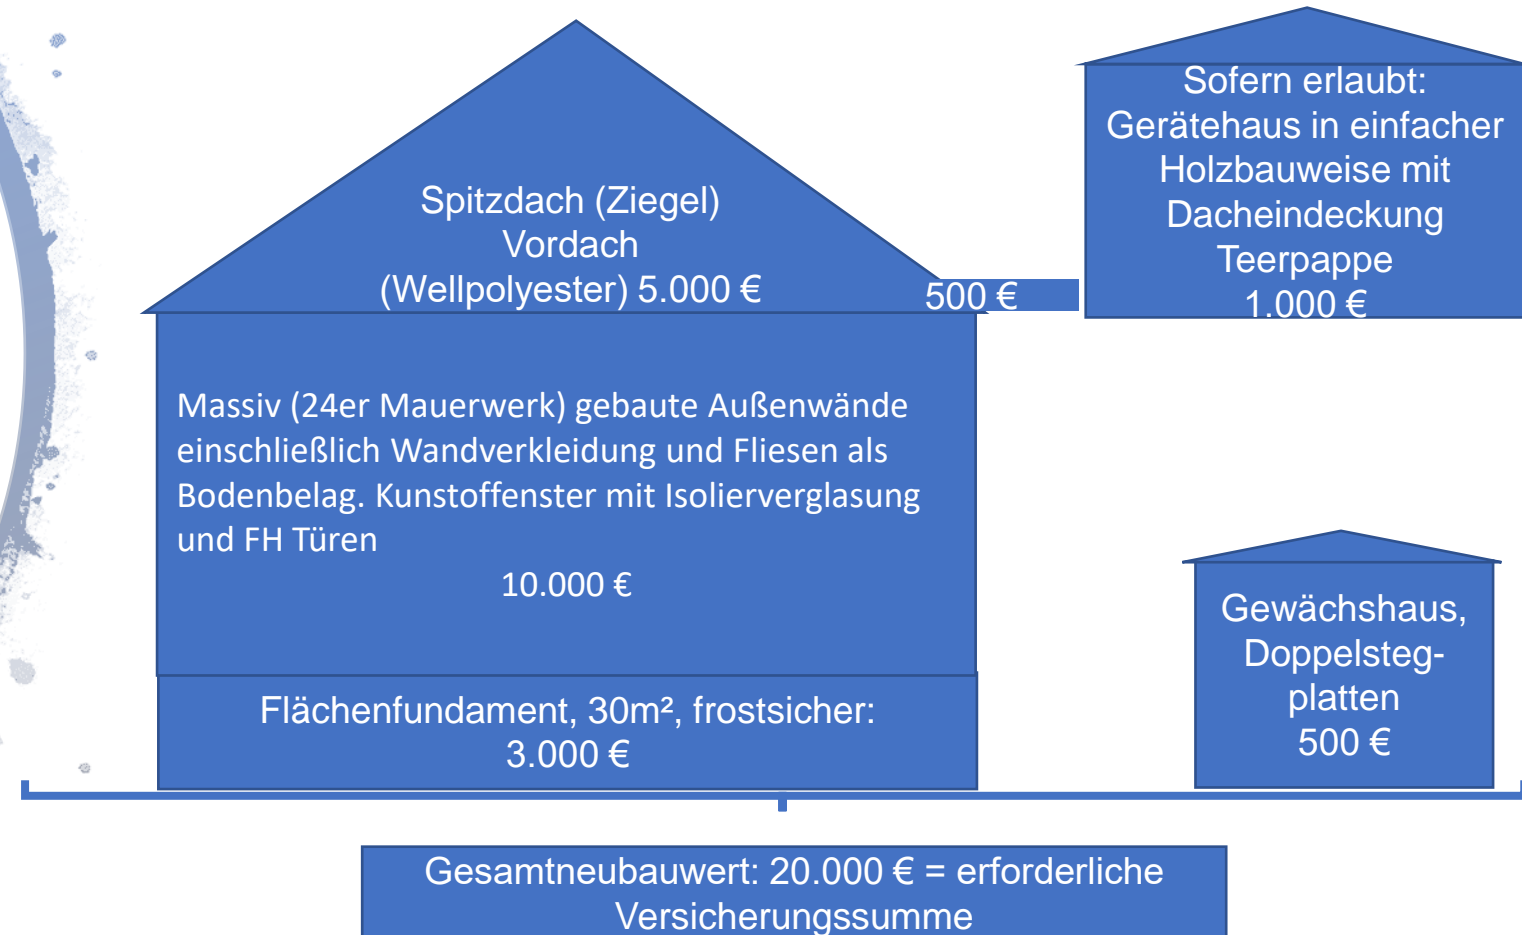 Spitzdach (Ziegel)
Vordach
(Wellpolyester) 5.000 €
500 €
Sofern erlaubt:
Gerätehaus in einfacher
Holzbauweise mit
Dacheindeckung
Teerpappe
1.000 €
Massiv (24er Mauerwerk) gebaute Außenwände
einschließlich Wandverkleidung und Fliesen als
Bodenbelag. Kunstoffenster mit Isolierverglasung
und FH Türen
10.000 €
Flächenfundament, 30m², frostsicher:
3.000 €
Gewächshaus,
Doppelsteg-
platten
500 €
Gesamtneubauwert: 20.000 € = erforderliche
Versicherungssumme